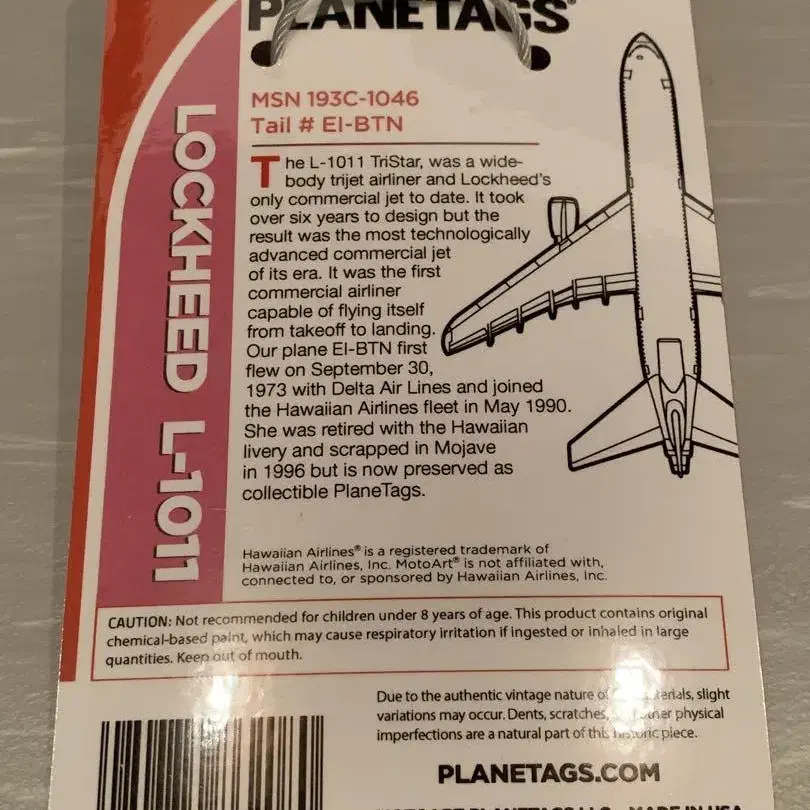 PLANETAGS®
MSN 193C-1046
Tail # EI-BTN
LOCKHEED L-1011
The L-1011 TriStar, was a wide-
body trijet airliner and Lockheed's
only commercial jet to date. It took
over six years to design but the
result was the most technologically
advanced commercial jet
of its era. It was the first
commercial airliner
capable of flying itself
from takeoff to landing.
Our plane EI-BTN first
flew on September 30,
1973 with Delta Air Lines and joined
the Hawaiian Airlines fleet in May 1990.
She was retired with the Hawaiian
livery and scrapped in Mojave
in 1996 but is now preserved as
collectible PlaneTags.
Hawaiian Airlines® is a registered trademark of
Hawaiian Airlines, Inc. MotoArt® is not affiliated with,
connected to, or sponsored by Hawaiian Airlines, Inc.
CAUTION: Not recommended for children under 8 years of age. This product contains original
chemical-based paint, which may cause respiratory irritation if ingested or inhaled in large
quantities. Keep out of mouth.
Due to the authentic vintage nature of materials, slight
variations may occur. Dents, scratches, other physical
imperfections are a natural part of this historic piece.
PLANETAGS.COM
MADE IN USA